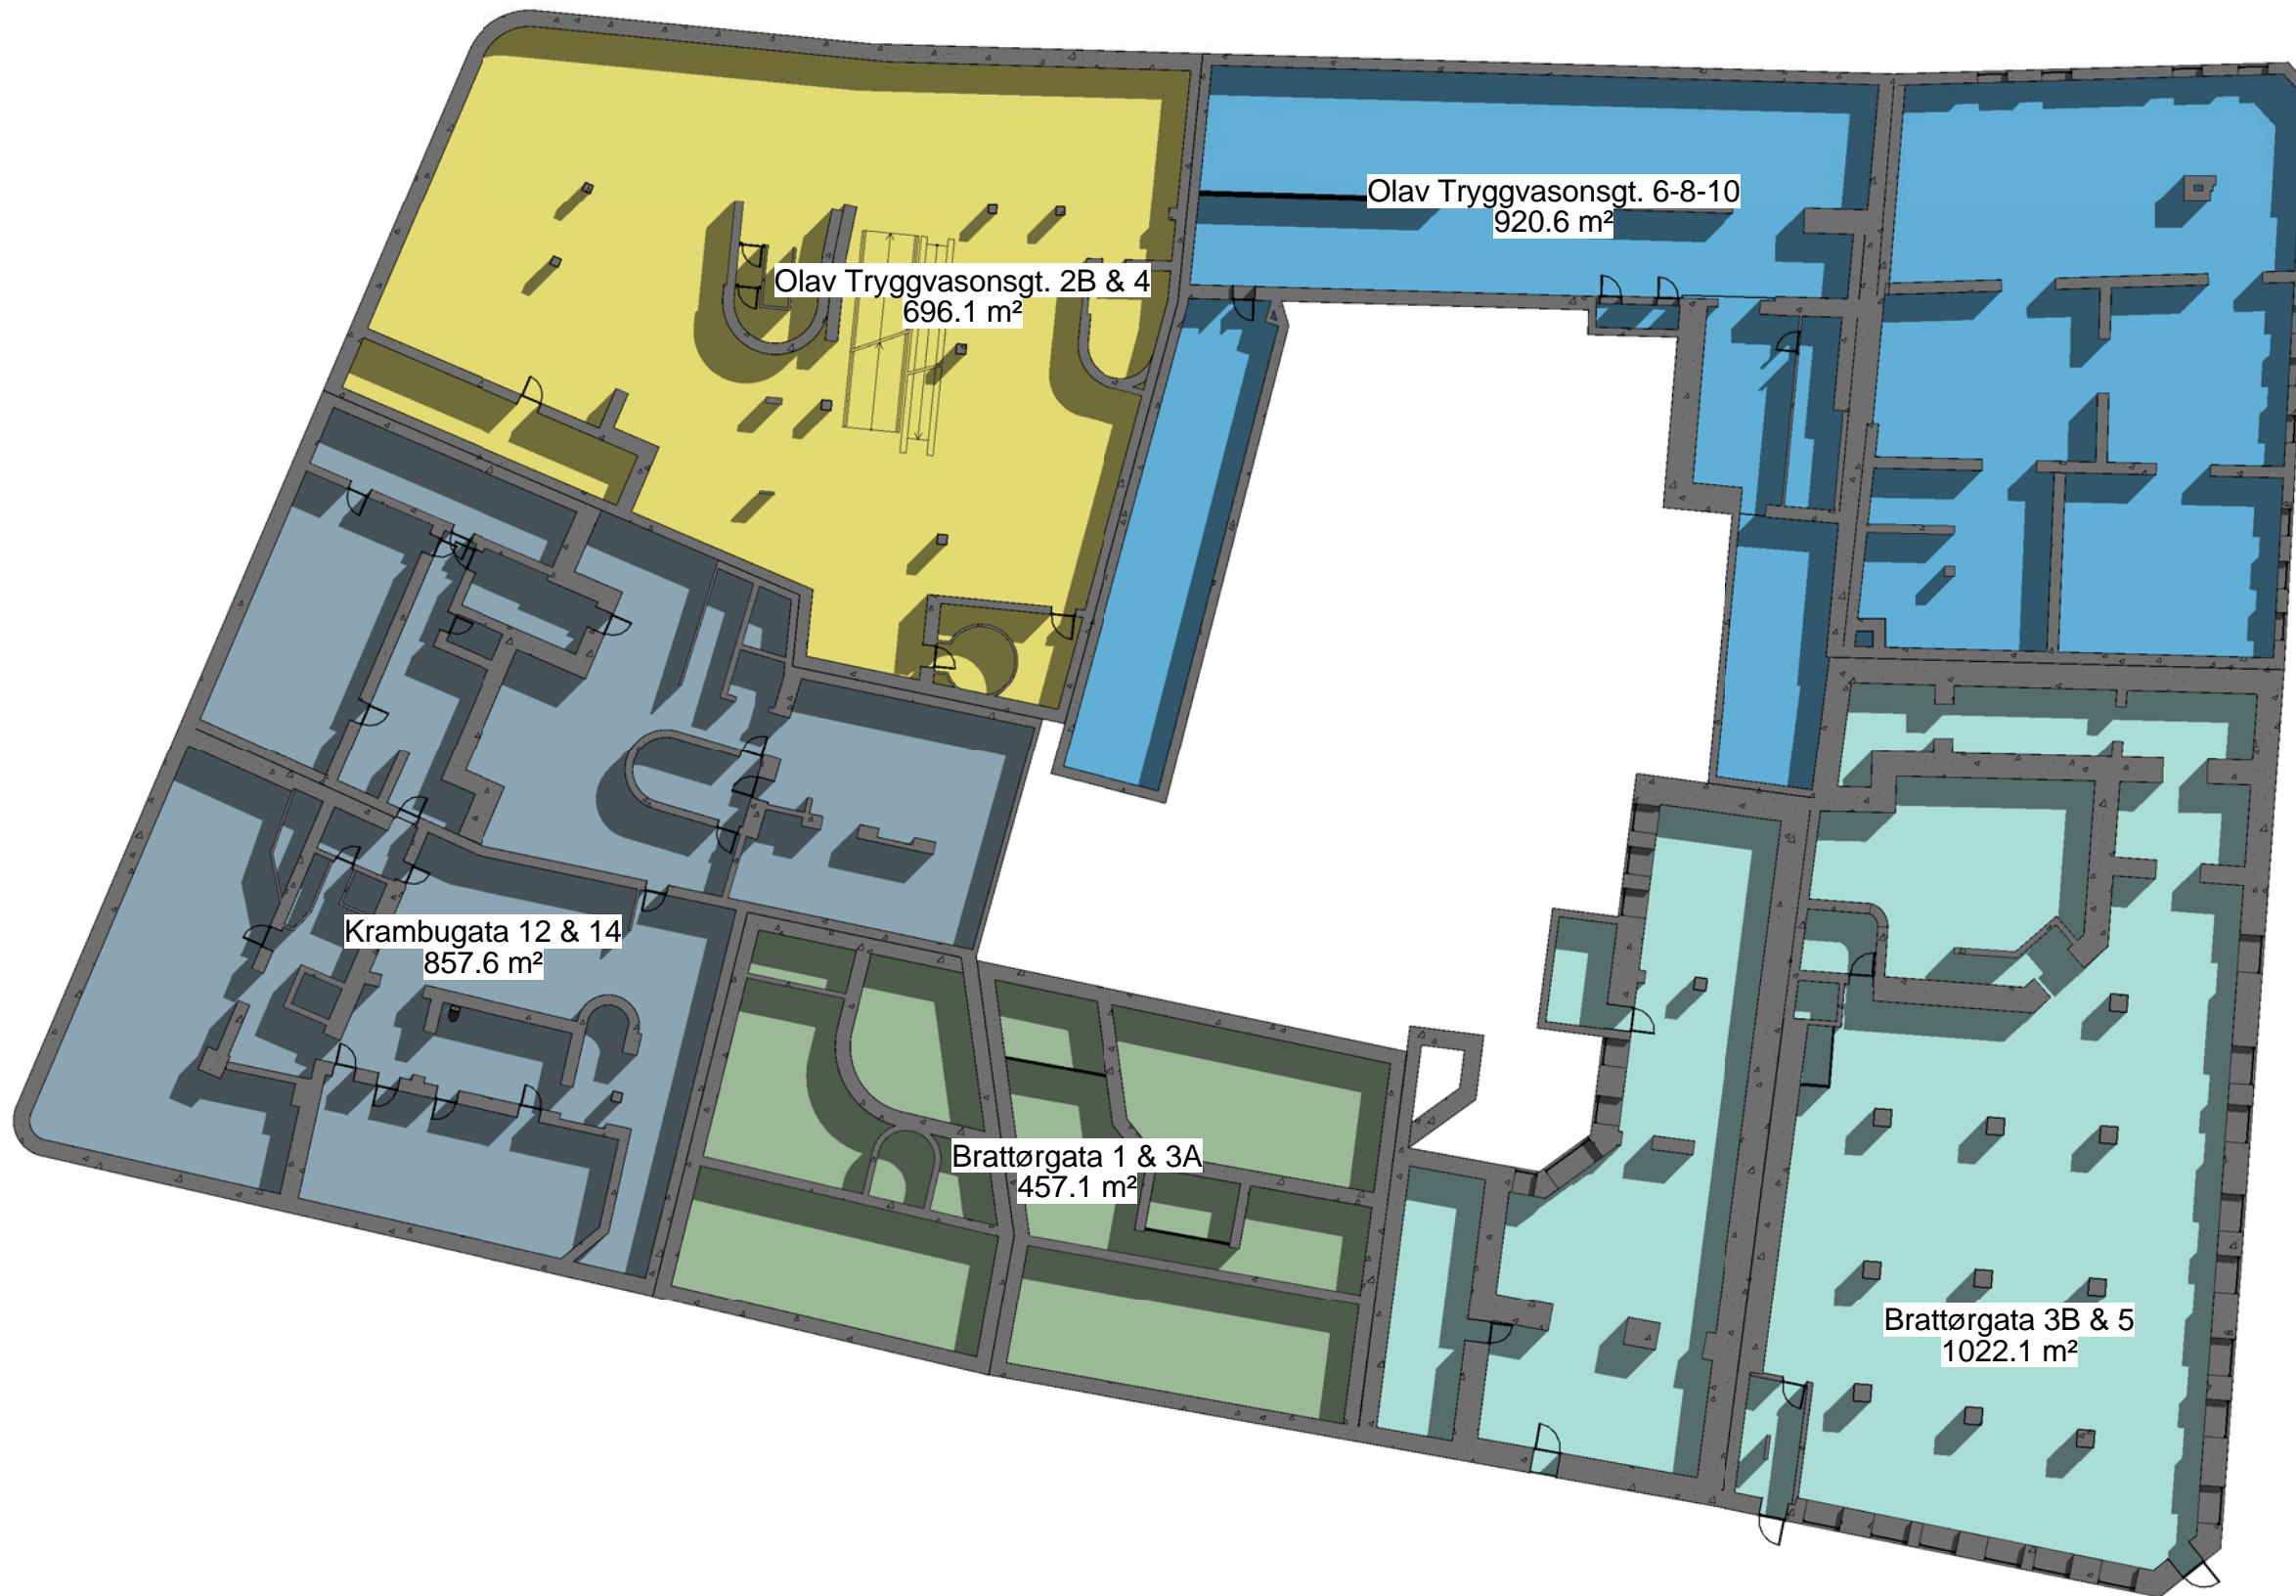 Olav Tryggvasonsgt. 6-8-10
920.6 m²
Olav Tryggvasonsgt. 2B & 4
696.1 m²
Krambugata 12 & 14
857.6 m²
Brattørgata 1 & 3A
457.1 m²
Brattørgata 3B & 5
1022.1 m²